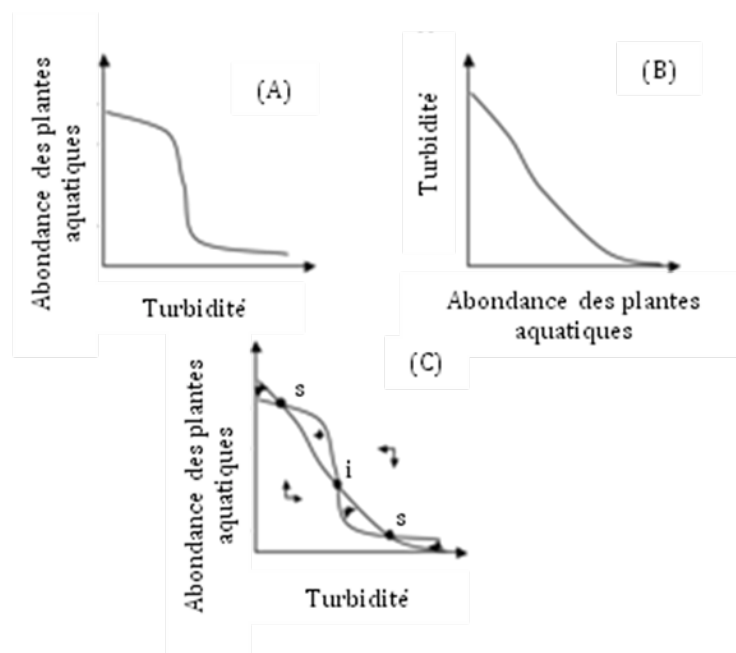 Abondance des plantes
aquatiques
(A)
Turbidité
Turbidité
(B)
Abondance des plantes
aquatiques
Abondance des plantes
aquatiques
(C)
s
i
s
Turbidité